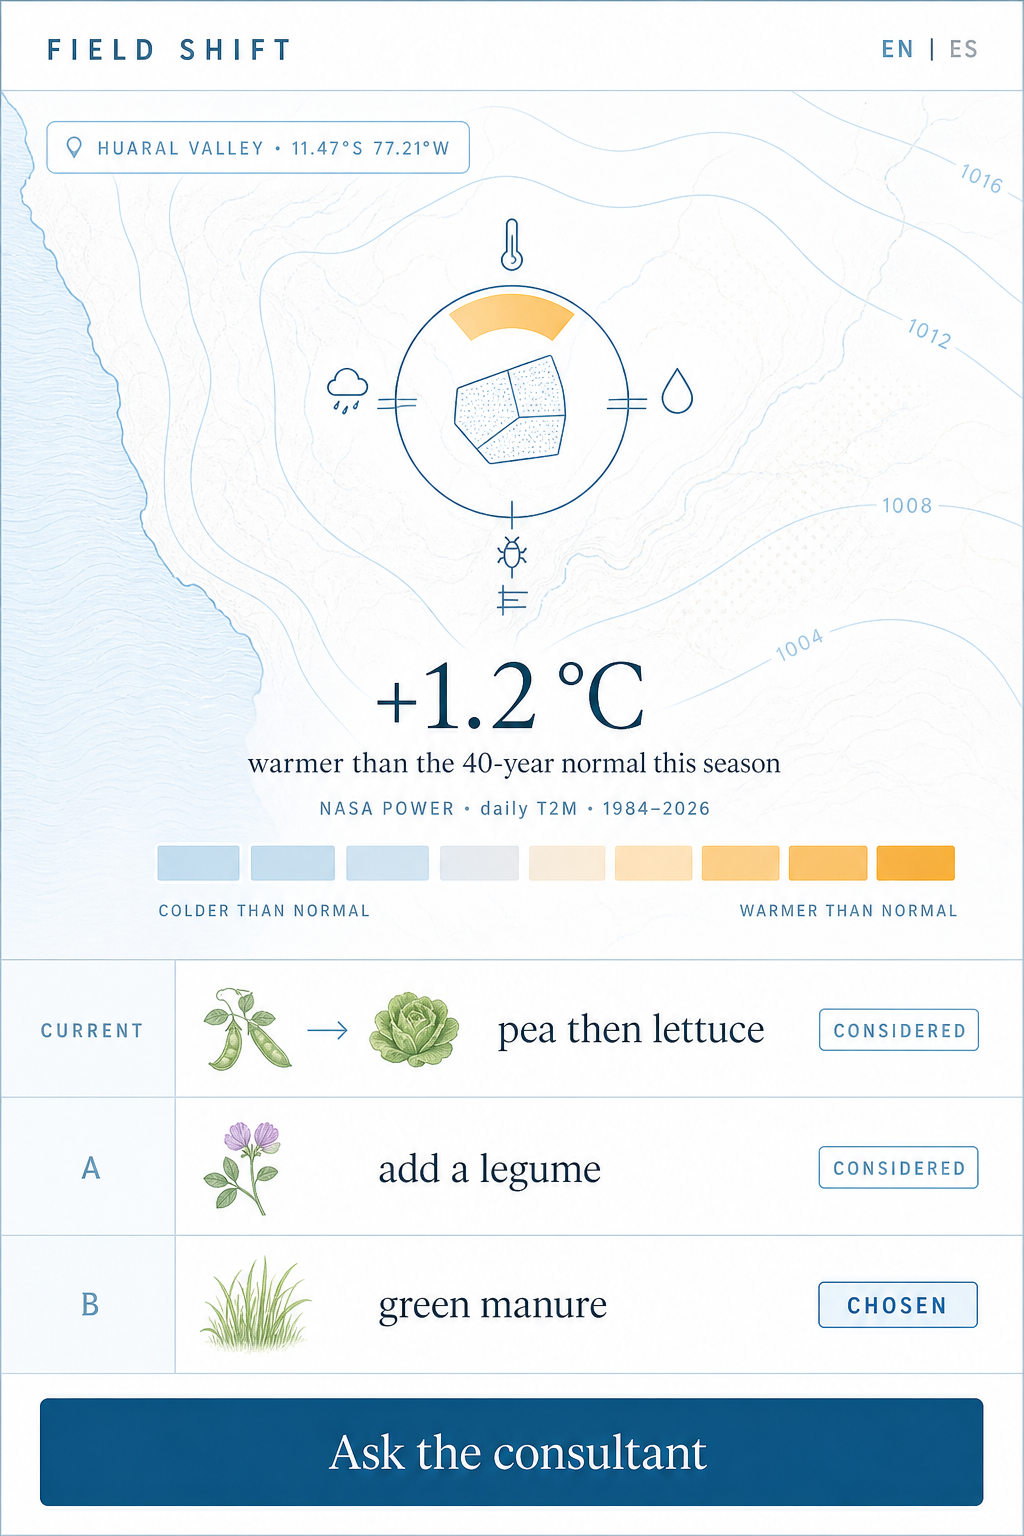 FIELD SHIFT
EN | ES
HUARAL VALLEY • 11.47°S 77.21°W
1016
1012
1008
1004
+1.2 °C
warmer than the 40-year normal this season
NASA POWER • daily T2M • 1984–2026
COLDER THAN NORMAL
WARMER THAN NORMAL
CURRENT
pea then lettuce
CONSIDERED
A
add a legume
CONSIDERED
B
green manure
CHOSEN
Ask the consultant